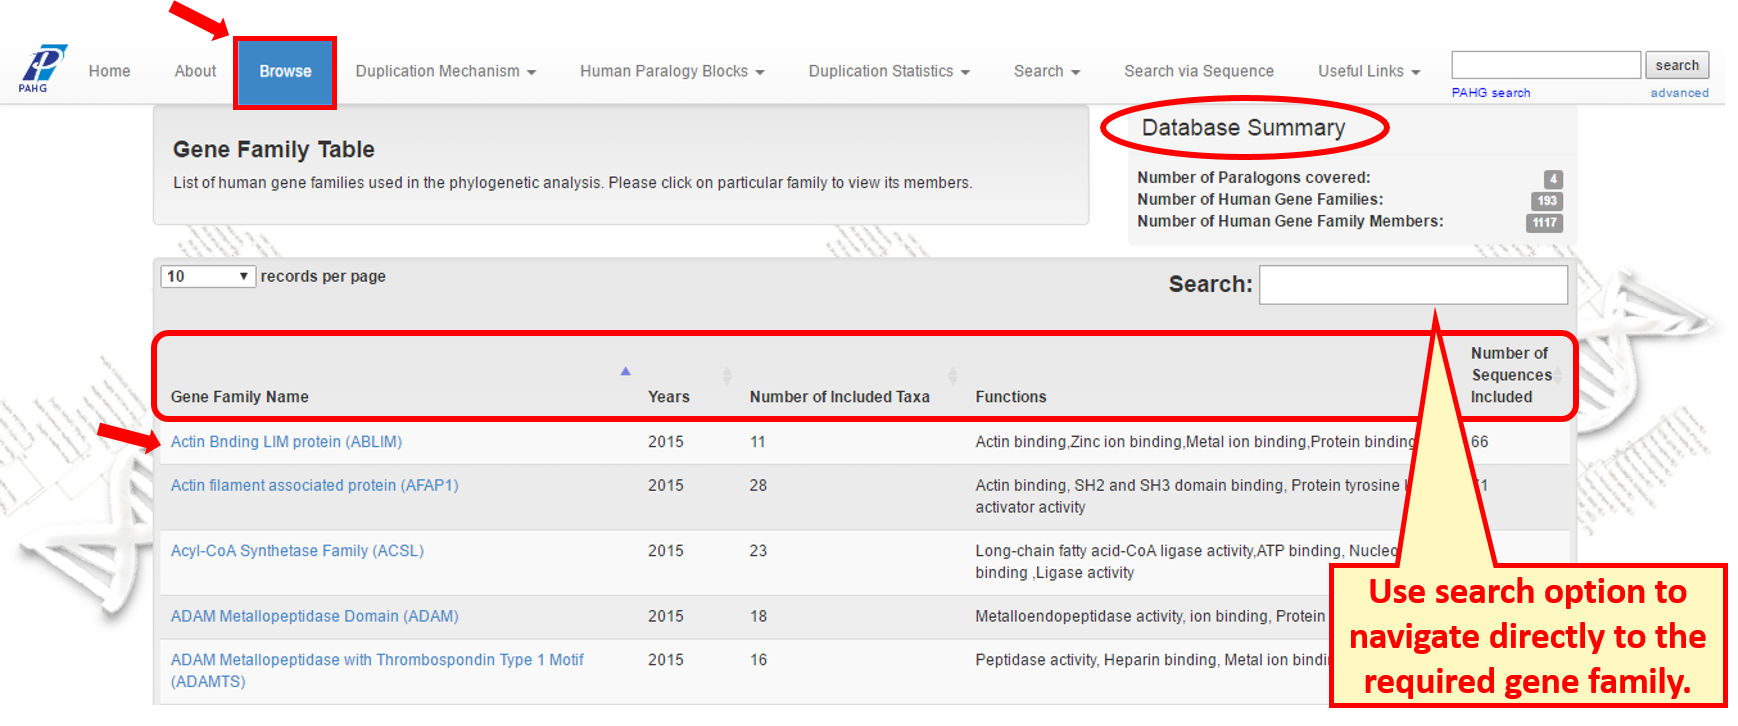 PAHG
Home About Browse Duplication Mechanism Human Paralogy Blocks Duplication Statistics Search Search via Sequence Useful Links search
PAHG search advanced
Gene Family Table
List of human gene families used in the phylogenetic analysis. Please click on particular family to view its members.
Database Summary
Number of Paralogons covered: 4
Number of Human Gene Families: 193
Number of Human Gene Family Members: 1117
10 records per page
Search:
Gene Family Name Years Number of Included Taxa Functions Number of Sequences Included
Actin Bnding LIM protein (ABLIM) 2015 11 Actin binding,Zinc ion binding,Metal ion binding,Protein binding 66
Actin filament associated protein (AFAP1) 2015 28 Actin binding, SH2 and SH3 domain binding, Protein tyrosine
activator activity
Acyl-CoA Synthetase Family (ACSL) 2015 23 Long-chain fatty acid-CoA ligase activity,ATP binding,
binding ,Ligase activity
ADAM Metallopeptidase Domain (ADAM) 2015 18 Metalloendopeptidase activity, ion binding, Protein
ADAM Metallopeptidase with Thrombospondin Type 1 Motif 2015 16 Peptidase activity, Heparin binding, Metal ion
(ADAMTS)
Use search option to
navigate directly to the
required gene family.